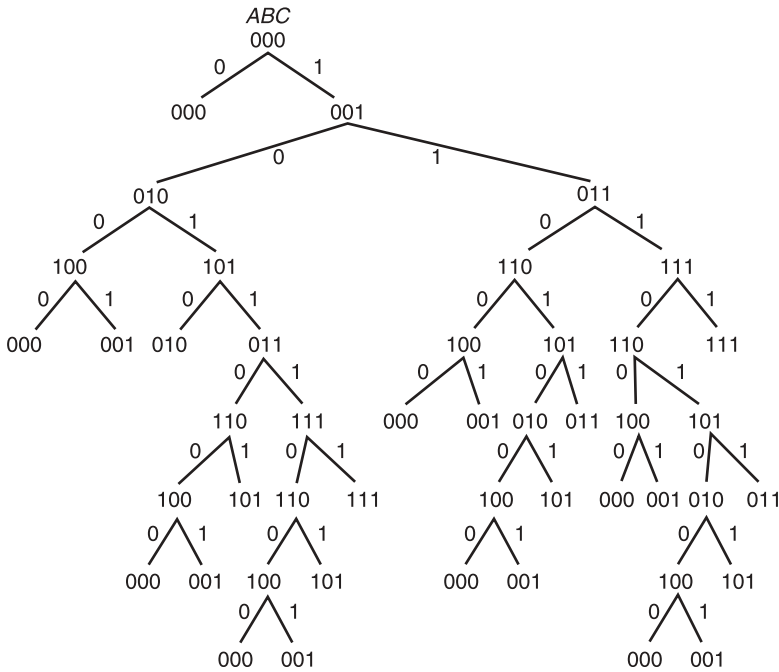 ABC
000
0 1
000 001
0 1
010 011
0 1 0 1
100 101 110 111
0 1 0 1 0 1 0 1
000 001 010 011 100 101 110 111
0 1 0 1 0 1 0 1
110 111 000 001 010 011 100 101
0 1 0 1 0 1 0 1 0 1
100 101 110 111 100 101 000 001 010 011
0 1 0 1 0 1 0 1
000 001 100 101 000 001 100 101
0 1 0 1
000 001 000 001